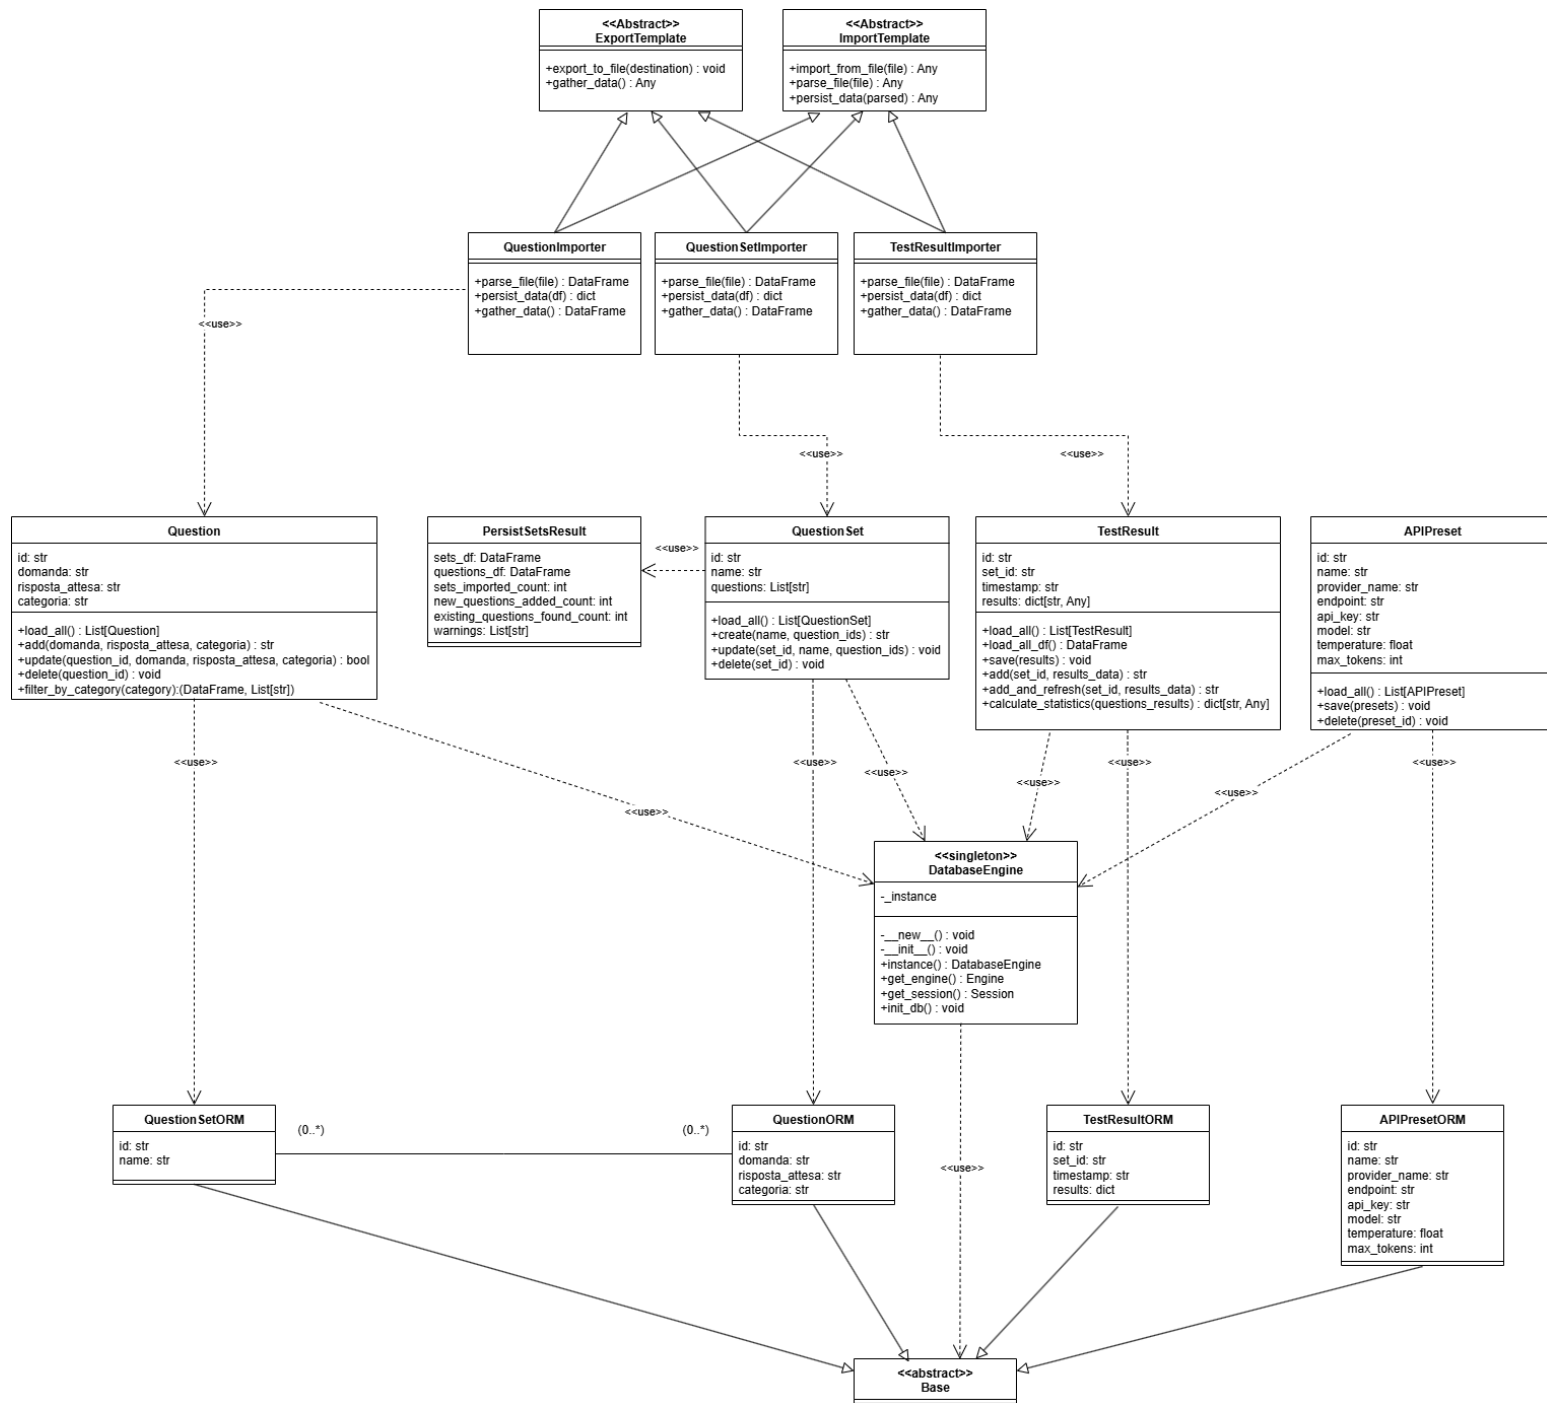 <<Abstract>>
ExportTemplate
+export_to_file(destination) : void
+gather_data() : Any
<<Abstract>>
ImportTemplate
+import_from_file(file) : Any
+parse_file(file) : Any
+persist_data(parsed) : Any
QuestionImporter
+parse_file(file) : DataFrame
+persist_data(df) : dict
+gather_data() : DataFrame
QuestionSetImporter
+parse_file(file) : DataFrame
+persist_data(df) : dict
+gather_data() : DataFrame
TestResultImporter
+parse_file(file) : DataFrame
+persist_data(df) : dict
+gather_data() : DataFrame
<<use>>
<<use>>
<<use>>
Question
id: str
domanda: str
risposta_attesa: str
categoria: str
+load_all() : List[Question]
+add(domanda, risposta_attesa, categoria) : str
+update(question_id, domanda, risposta_attesa, categoria) : bool
+delete(question_id) : void
+filter_by_category(category):(DataFrame, List[str])
PersistSetsResult
sets_df: DataFrame
questions_df: DataFrame
sets_imported_count: int
new_questions_added_count: int
existing_questions_found_count: int
warnings: List[str]
<<use>>
QuestionSet
id: str
name: str
questions: List[str]
+load_all() : List[QuestionSet]
+create(name, question_ids) : str
+update(set_id, name, question_ids) : void
+delete(set_id) : void
TestResult
id: str
set_id: str
timestamp: str
results: dict[str, Any]
+load_all() : List[TestResult]
+load_all_df() : DataFrame
+save(results) : void
+add(set_id, results_data) : str
+add_and_refresh(set_id, results_data) : str
+calculate_statistics(questions_results) : dict[str, Any]
APIPreset
id: str
name: str
provider_name: str
endpoint: str
api_key: str
model: str
temperature: float
max_tokens: int
+load_all() : List[APIPreset]
+save(presets) : void
+delete(preset_id) : void
<<use>>
<<use>>
<<use>>
<<use>>
<<use>>
<<use>>
<<use>>
<<use>>
<<singleton>>
DatabaseEngine
-_instance
-__new__() : void
-__init__() : void
+instance() : DatabaseEngine
+get_engine() : Engine
+get_session() : Session
+init_db() : void
QuestionSetORM
id: str
name: str
(0..*)
(0..*)
QuestionORM
id: str
domanda: str
risposta_attesa: str
categoria: str
<<use>>
TestResultORM
id: str
set_id: str
timestamp: str
results: dict
APIPresetORM
id: str
name: str
provider_name: str
endpoint: str
api_key: str
model: str
temperature: float
max_tokens: int
<<abstract>>
Base